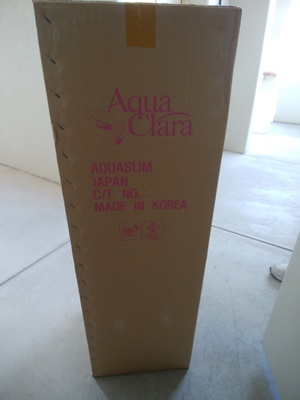 Aqua
Clara
AQUASLIM
JAPAN
C/T. NO. :
MADE IN KOREA